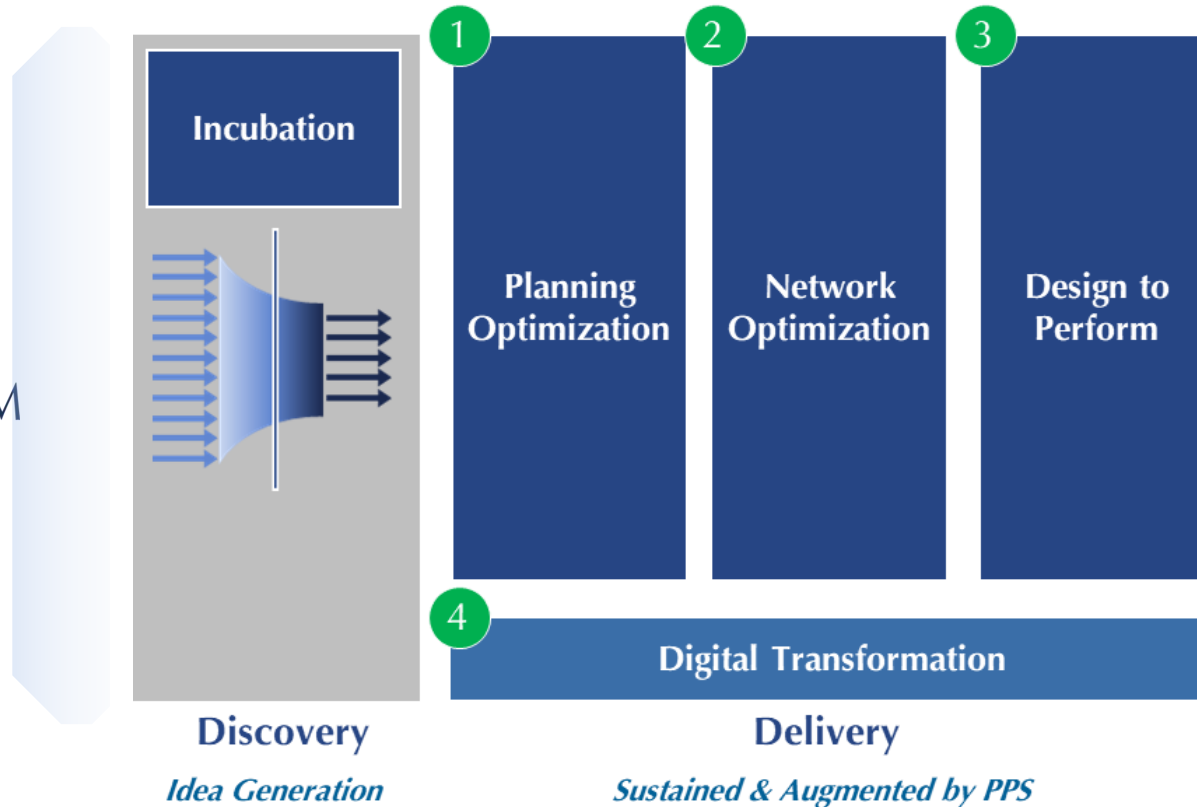 Incubation
1
Planning
Optimization
2
Network
Optimization
3
Design to
Perform
4
Digital Transformation
Discovery
Idea Generation
Delivery
Sustained & Augmented by PPS
M